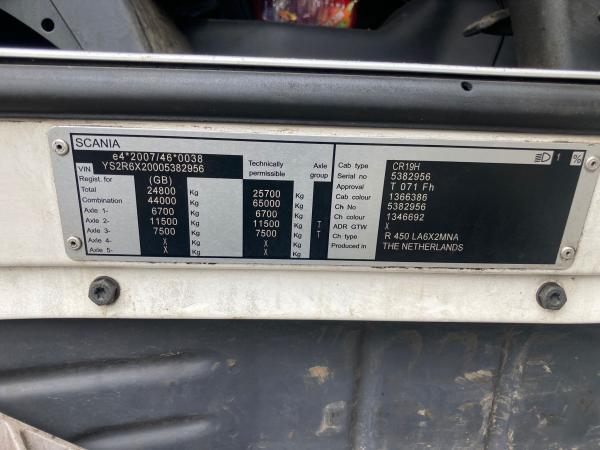 SCANIA
e4*2007/46*0038
VIN YS2R6X20005382956
Regist. for (GB) Technically permissible Axle group
Total 24800 Kg 25700 Kg
Combination 44000 Kg 65000 Kg
Axle 1- 6700 Kg 6700 Kg
Axle 2- 11500 Kg 11500 Kg T
Axle 3- 7500 Kg 7500 Kg T
Axle 4- X Kg X Kg
Axle 5- X Kg X Kg
1 %
Cab type CR19H
Serial no 5382956
Approval T 071 Fh
Cab colour 1366386
Ch No 5382956
Ch colour 1346692
ADR GTW X
Ch type R 450 LA6X2MNA
Produced in THE NETHERLANDS